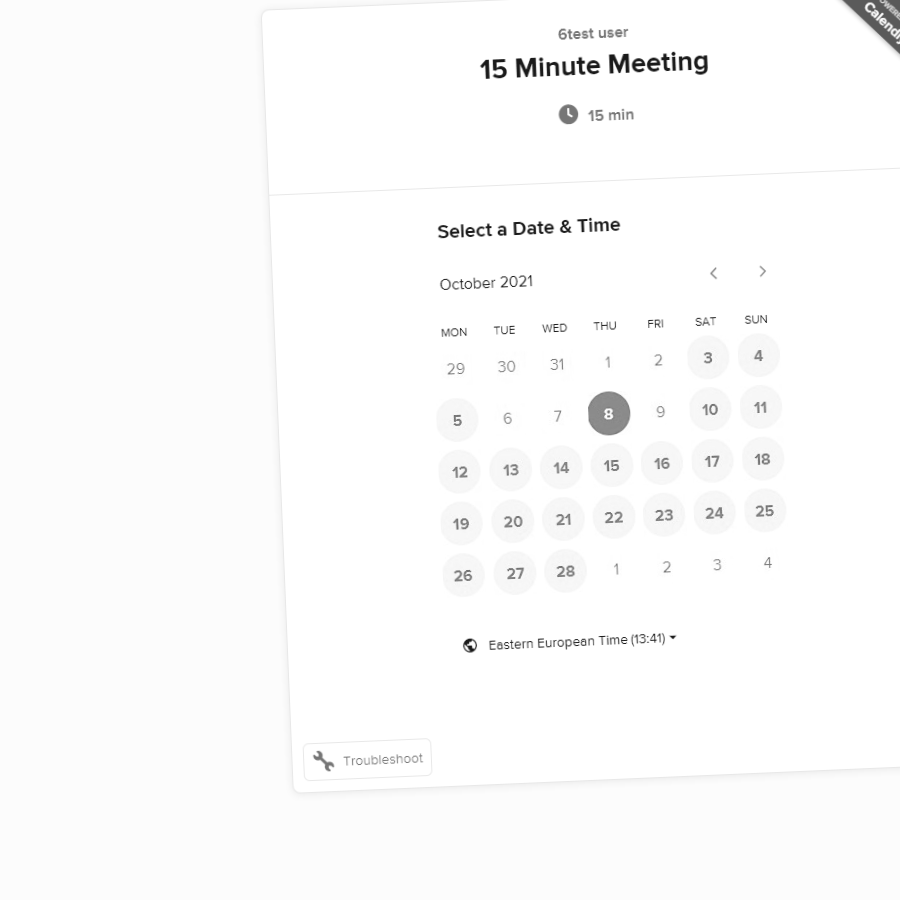 POWERED
Calendly
6test user
15 Minute Meeting
15 min
Select a Date & Time
October 2021
MON TUE WED THU FRI SAT SUN
29 30 31 1 2 3 4
5 6 7 8 9 10 11
12 13 14 15 16 17 18
19 20 21 22 23 24 25
26 27 28 1 2 3 4
Eastern European Time (13:41)
Troubleshoot